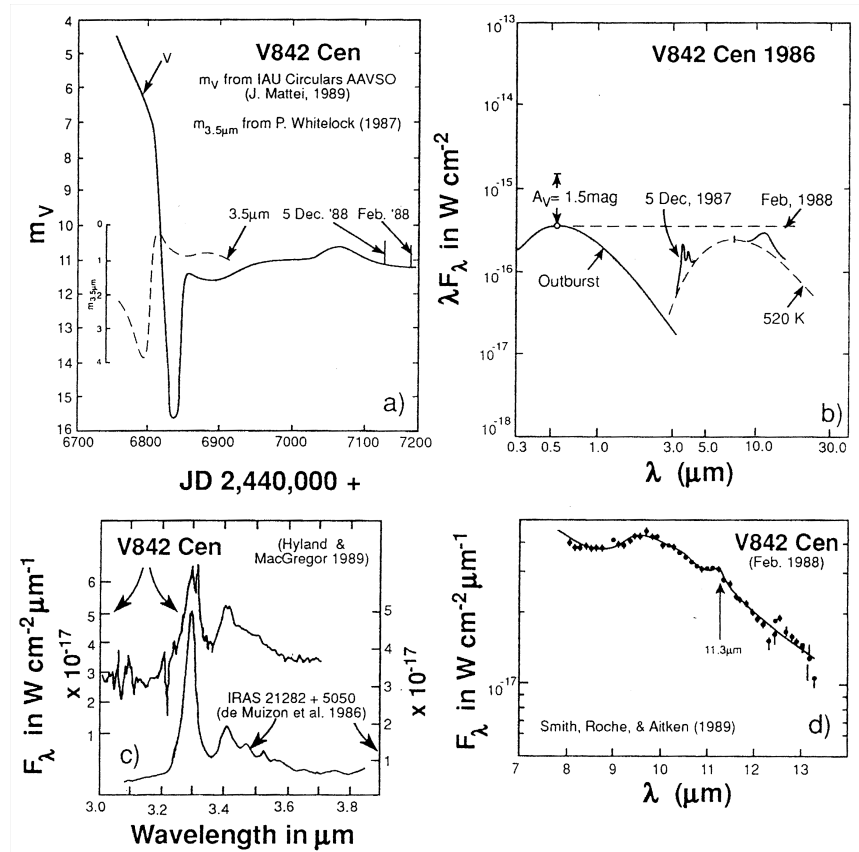 4
5
6
7
8
9
10
11
12
13
14
15
16
m_V
6700
6800
6900
7000
7100
7200
JD 2,440,000 +
V842 Cen
V
m_V from IAU Circulars AAVSO
(J. Mattei, 1989)
m_3.5μm from P. Whitelock (1987)
3.5μm
5 Dec. '88
Feb. '88
0
1
2
3
4
m_3.5μm
a)
10^-13
10^-14
10^-15
10^-16
10^-17
10^-18
λF_λ in W cm^-2
0.3
0.5
1.0
3.0
5.0
10.0
30.0
λ (μm)
V842 Cen 1986
A_V= 1.5mag
5 Dec, 1987
Feb, 1988
Outburst
520 K
b)
V842 Cen
(Hyland &
MacGregor 1989)
6
5
4
3
2
1
F_λ in W cm^-2 μm^-1
x 10^-17
5
4
3
2
1
x 10^-17
IRAS 21282 + 5050
(de Muizon et al. 1986)
c)
3.0
3.2
3.4
3.6
3.8
Wavelength in μm
V842 Cen
(Feb. 1988)
F_λ in W cm^-2 μm^-1
10^-17
11.3μm
Smith, Roche, & Aitken (1989)
d)
7
8
9
10
11
12
13
λ (μm)